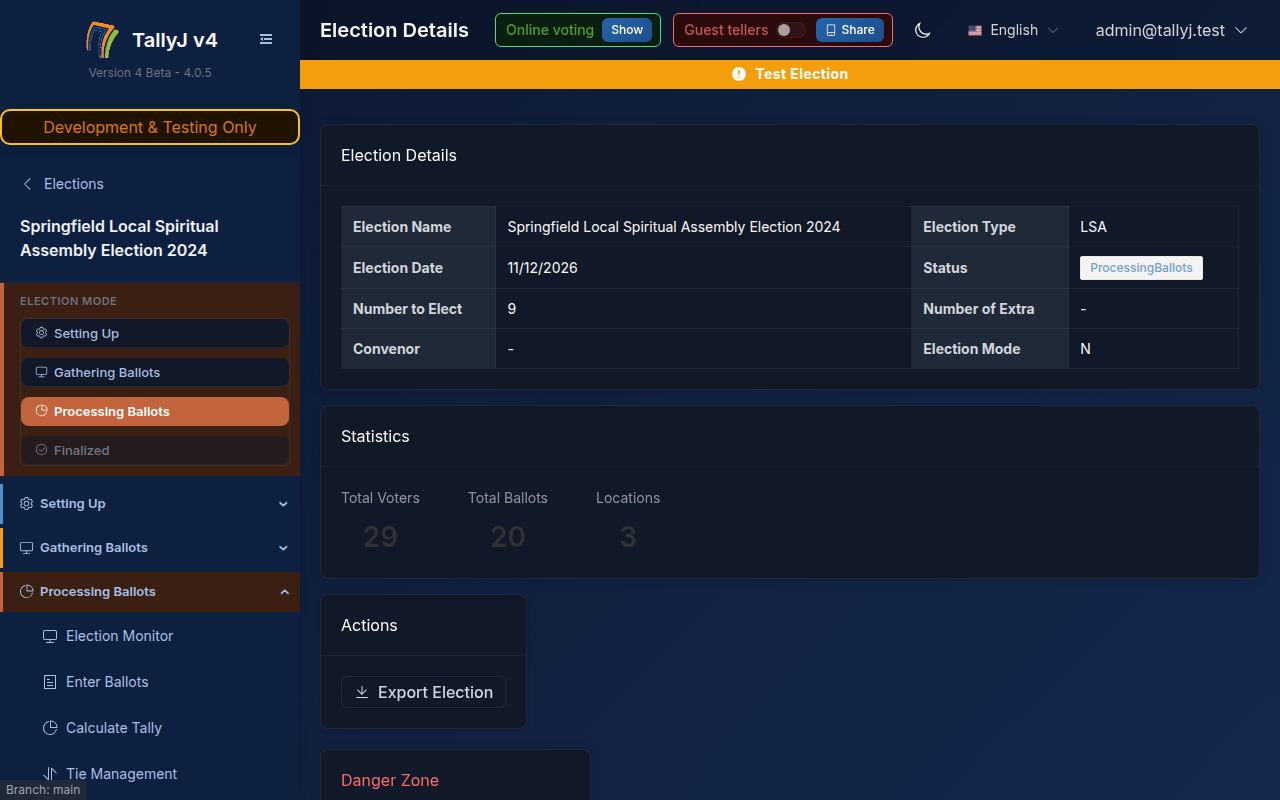 TallyJ v4
Version 4 Beta - 4.0.5
Development & Testing Only
Elections
Springfield Local Spiritual
Assembly Election 2024
ELECTION MODE
Setting Up
Gathering Ballots
Processing Ballots
Finalized
Setting Up
Gathering Ballots
Processing Ballots
Election Monitor
Enter Ballots
Calculate Tally
Tie Management
Branch: main
Election Details
Online voting Show
Guest tellers Share
English
admin@tallyj.test
Test Election
Election Details
Election Name Springfield Local Spiritual Assembly Election 2024 Election Type LSA
Election Date 11/12/2026 Status ProcessingBallots
Number to Elect 9 Number of Extra -
Convenor - Election Mode N
Statistics
Total Voters Total Ballots Locations
29 20 3
Actions
Export Election
Danger Zone